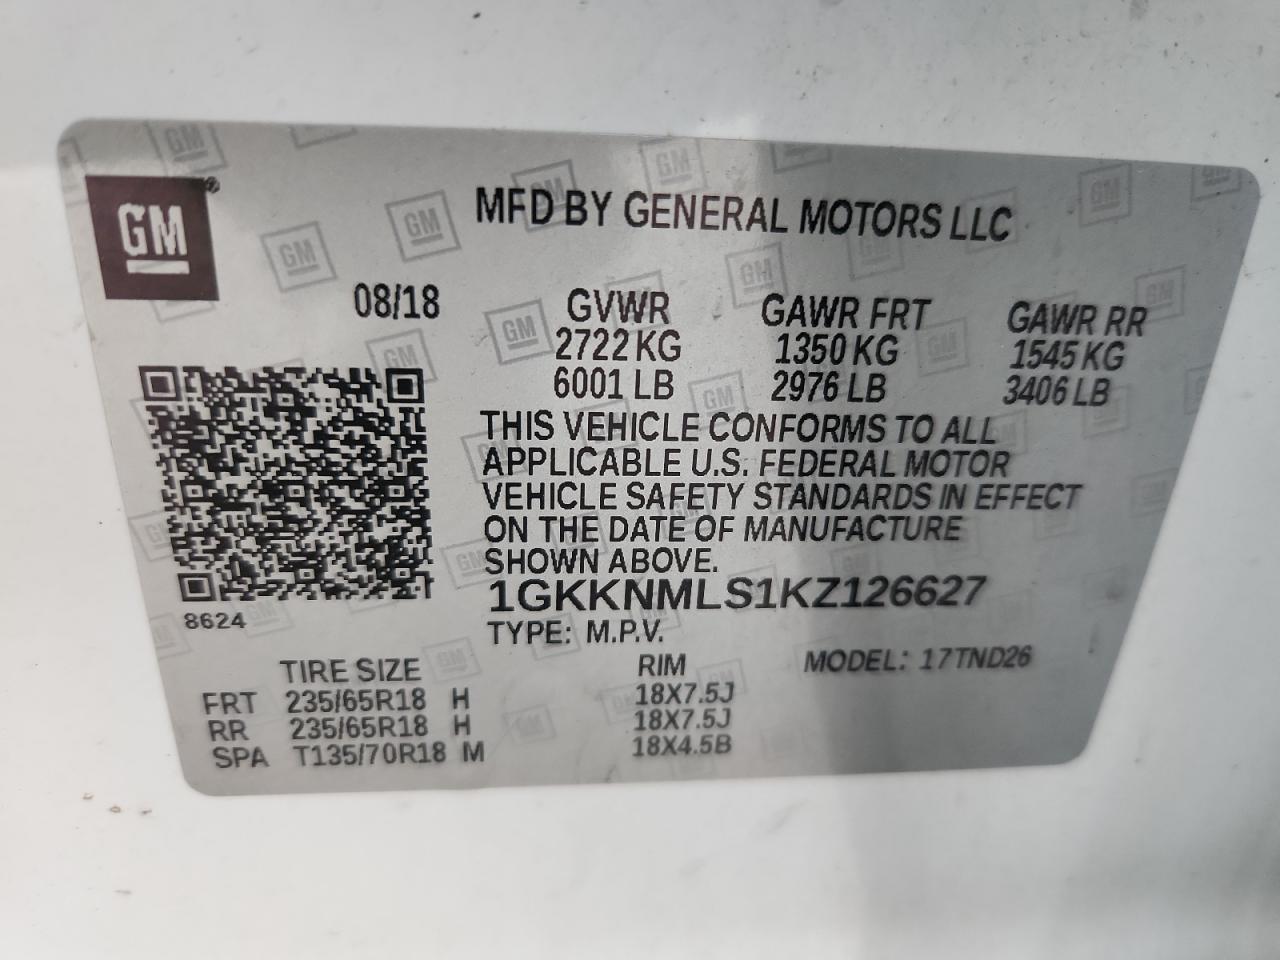 GM
MFD BY GENERAL MOTORS LLC
08/18
GVWR GAWR FRT GAWR RR
2722 KG 1350 KG 1545 KG
6001 LB 2976 LB 3406 LB
THIS VEHICLE CONFORMS TO ALL
APPLICABLE U.S. FEDERAL MOTOR
VEHICLE SAFETY STANDARDS IN EFFECT
ON THE DATE OF MANUFACTURE
SHOWN ABOVE.
1GKKNMLS1KZ126627
8624
TYPE: M.P.V. MODEL: 17TND26
TIRE SIZE RIM
FRT 235/65R18 H 18X7.5J
RR 235/65R18 H 18X7.5J
SPA T135/70R18 M 18X4.5B